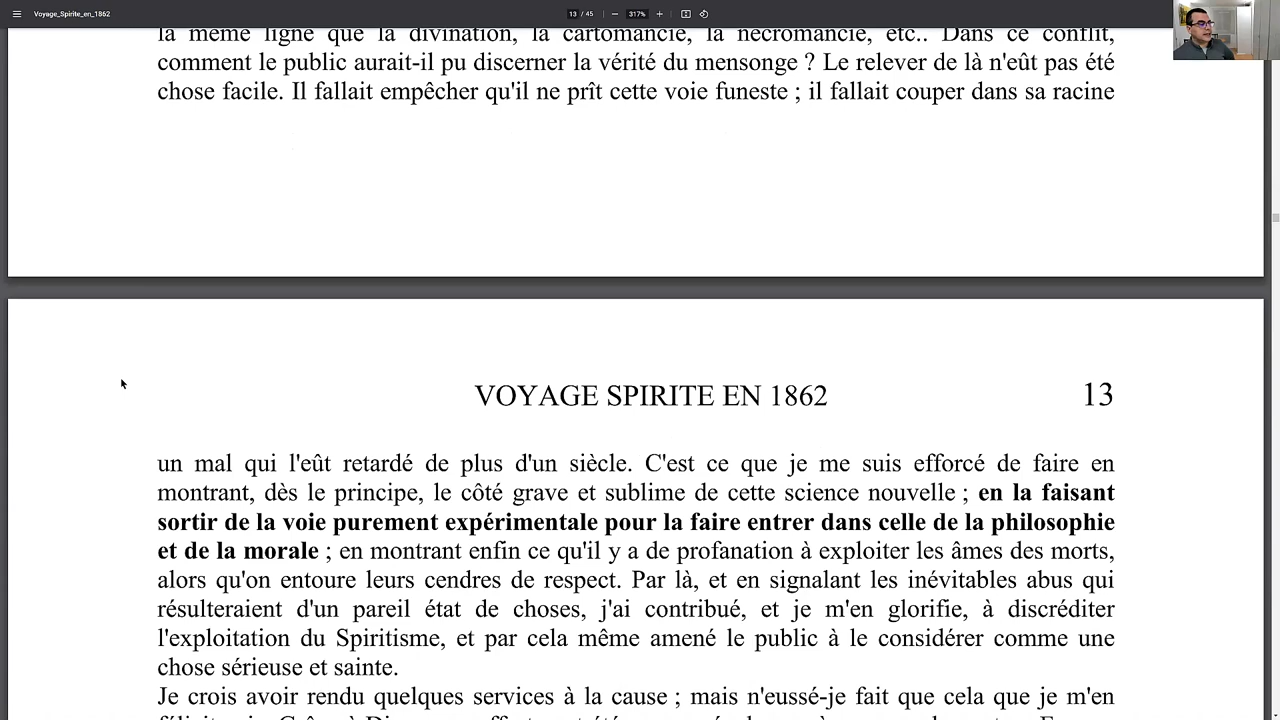 Voyage_Spirite_en_1862
13 / 45
317%
la même ligne que la divination, la cartomancie, la nécromancie, etc.. Dans ce conflit,
comment le public aurait-il pu discerner la vérité du mensonge ? Le relever de là n'eût pas été
chose facile. Il fallait empêcher qu'il ne prît cette voie funeste ; il fallait couper dans sa racine
VOYAGE SPIRITE EN 1862 13
un mal qui l'eût retardé de plus d'un siècle. C'est ce que je me suis efforcé de faire en
montrant, dès le principe, le côté grave et sublime de cette science nouvelle ; en la faisant
sortir de la voie purement expérimentale pour la faire entrer dans celle de la philosophie
et de la morale ; en montrant enfin ce qu'il y a de profanation à exploiter les âmes des morts,
alors qu'on entoure leurs cendres de respect. Par là, et en signalant les inévitables abus qui
résulteraient d'un pareil état de choses, j'ai contribué, et je m'en glorifie, à discréditer
l'exploitation du Spiritisme, et par cela même amené le public à le considérer comme une
chose sérieuse et sainte.
Je crois avoir rendu quelques services à la cause ; mais n'eussé-je fait que cela que je m'en